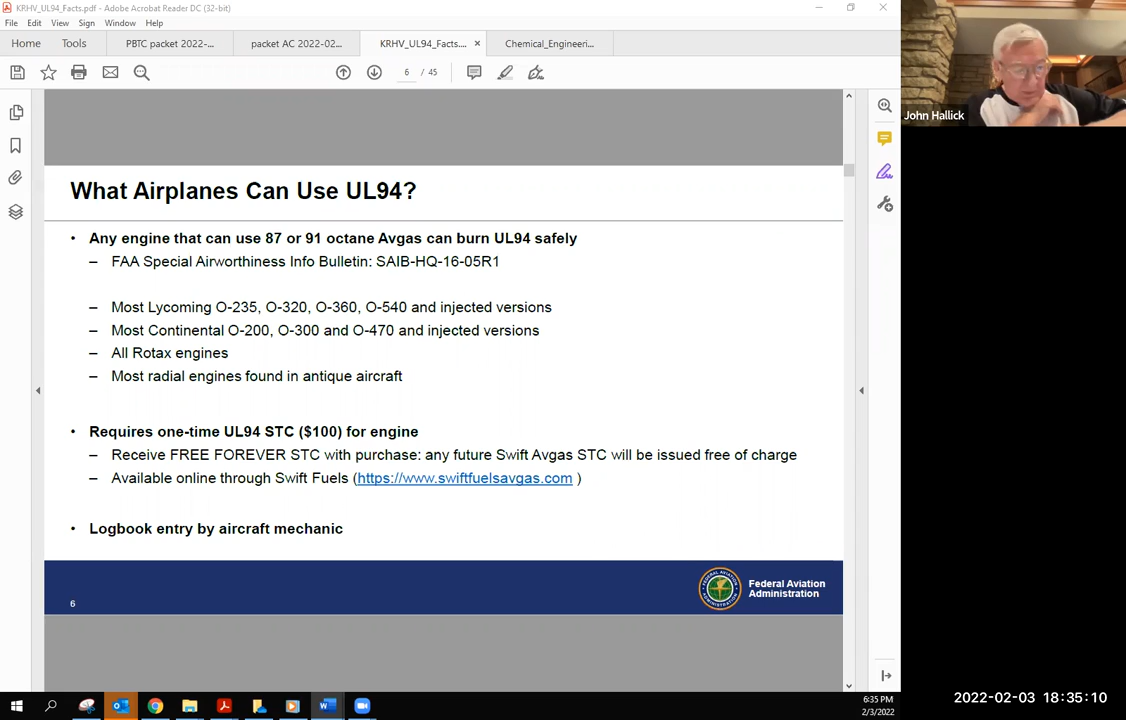 KRHV_UL94_Facts.pdf - Adobe Acrobat Reader DC (32-bit)
File Edit View Sign Window Help
Home Tools PBTC packet 2022-... packet AC 2022-02... KRHV_UL94_Facts.... × Chemical_Engineeri...
6 / 45
What Airplanes Can Use UL94?
• Any engine that can use 87 or 91 octane Avgas can burn UL94 safely
– FAA Special Airworthiness Info Bulletin: SAIB-HQ-16-05R1
– Most Lycoming O-235, O-320, O-360, O-540 and injected versions
– Most Continental O-200, O-300 and O-470 and injected versions
– All Rotax engines
– Most radial engines found in antique aircraft
• Requires one-time UL94 STC ($100) for engine
– Receive FREE FOREVER STC with purchase: any future Swift Avgas STC will be issued free of charge
– Available online through Swift Fuels (https://www.swiftfuelsavgas.com )
• Logbook entry by aircraft mechanic
Federal Aviation
Administration
6
John Hallick
6:35 PM
2/3/2022
2022-02-03 18:35:10